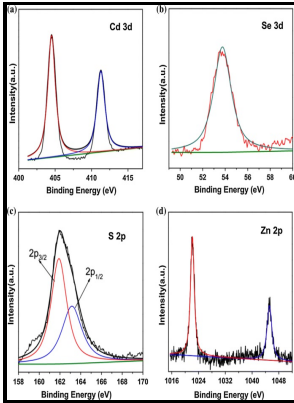 (a)
Cd 3d
Intensity(a.u.)
400 405 410 415
Binding Energy (eV)
(b)
Se 3d
Intensity(a.u.)
50 52 54 56 58 60
Binding Energy (eV)
(c)
S 2p
2p3/2
2p1/2
Intensity(a.u.)
158 160 162 164 166 168 170
Binding Energy (eV)
(d)
Zn 2p
Intensity(a.u.)
1016 1024 1032 1040 1048
Binding Energy (eV)